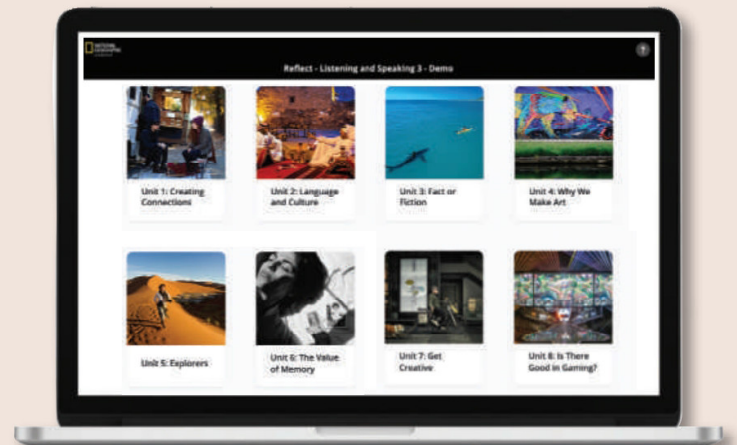 NATIONAL
GEOGRAPHIC
?
Reflect - Listening and Speaking 3 - Demo
Unit 1: Creating
Connections
Unit 2: Language
and Culture
Unit 3: Fact or
Fiction
Unit 4: Why We
Make Art
Unit 5: Explorers
Unit 6: The Value
of Memory
Unit 7: Get
Creative
Unit 8: Is There
Good in Gaming?